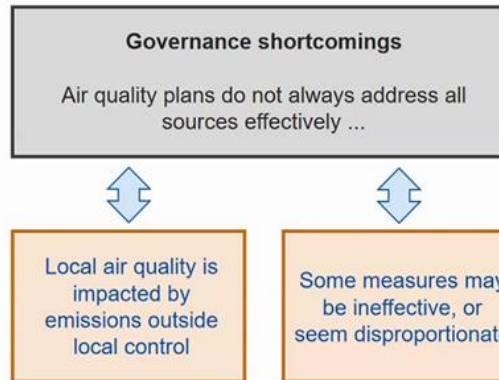 Governance shortcomings
Air quality plans do not always address all
sources effectively ...
Local air quality is
impacted by
emissions outside
local control
Some measures may
be ineffective, or
seem disproportionate